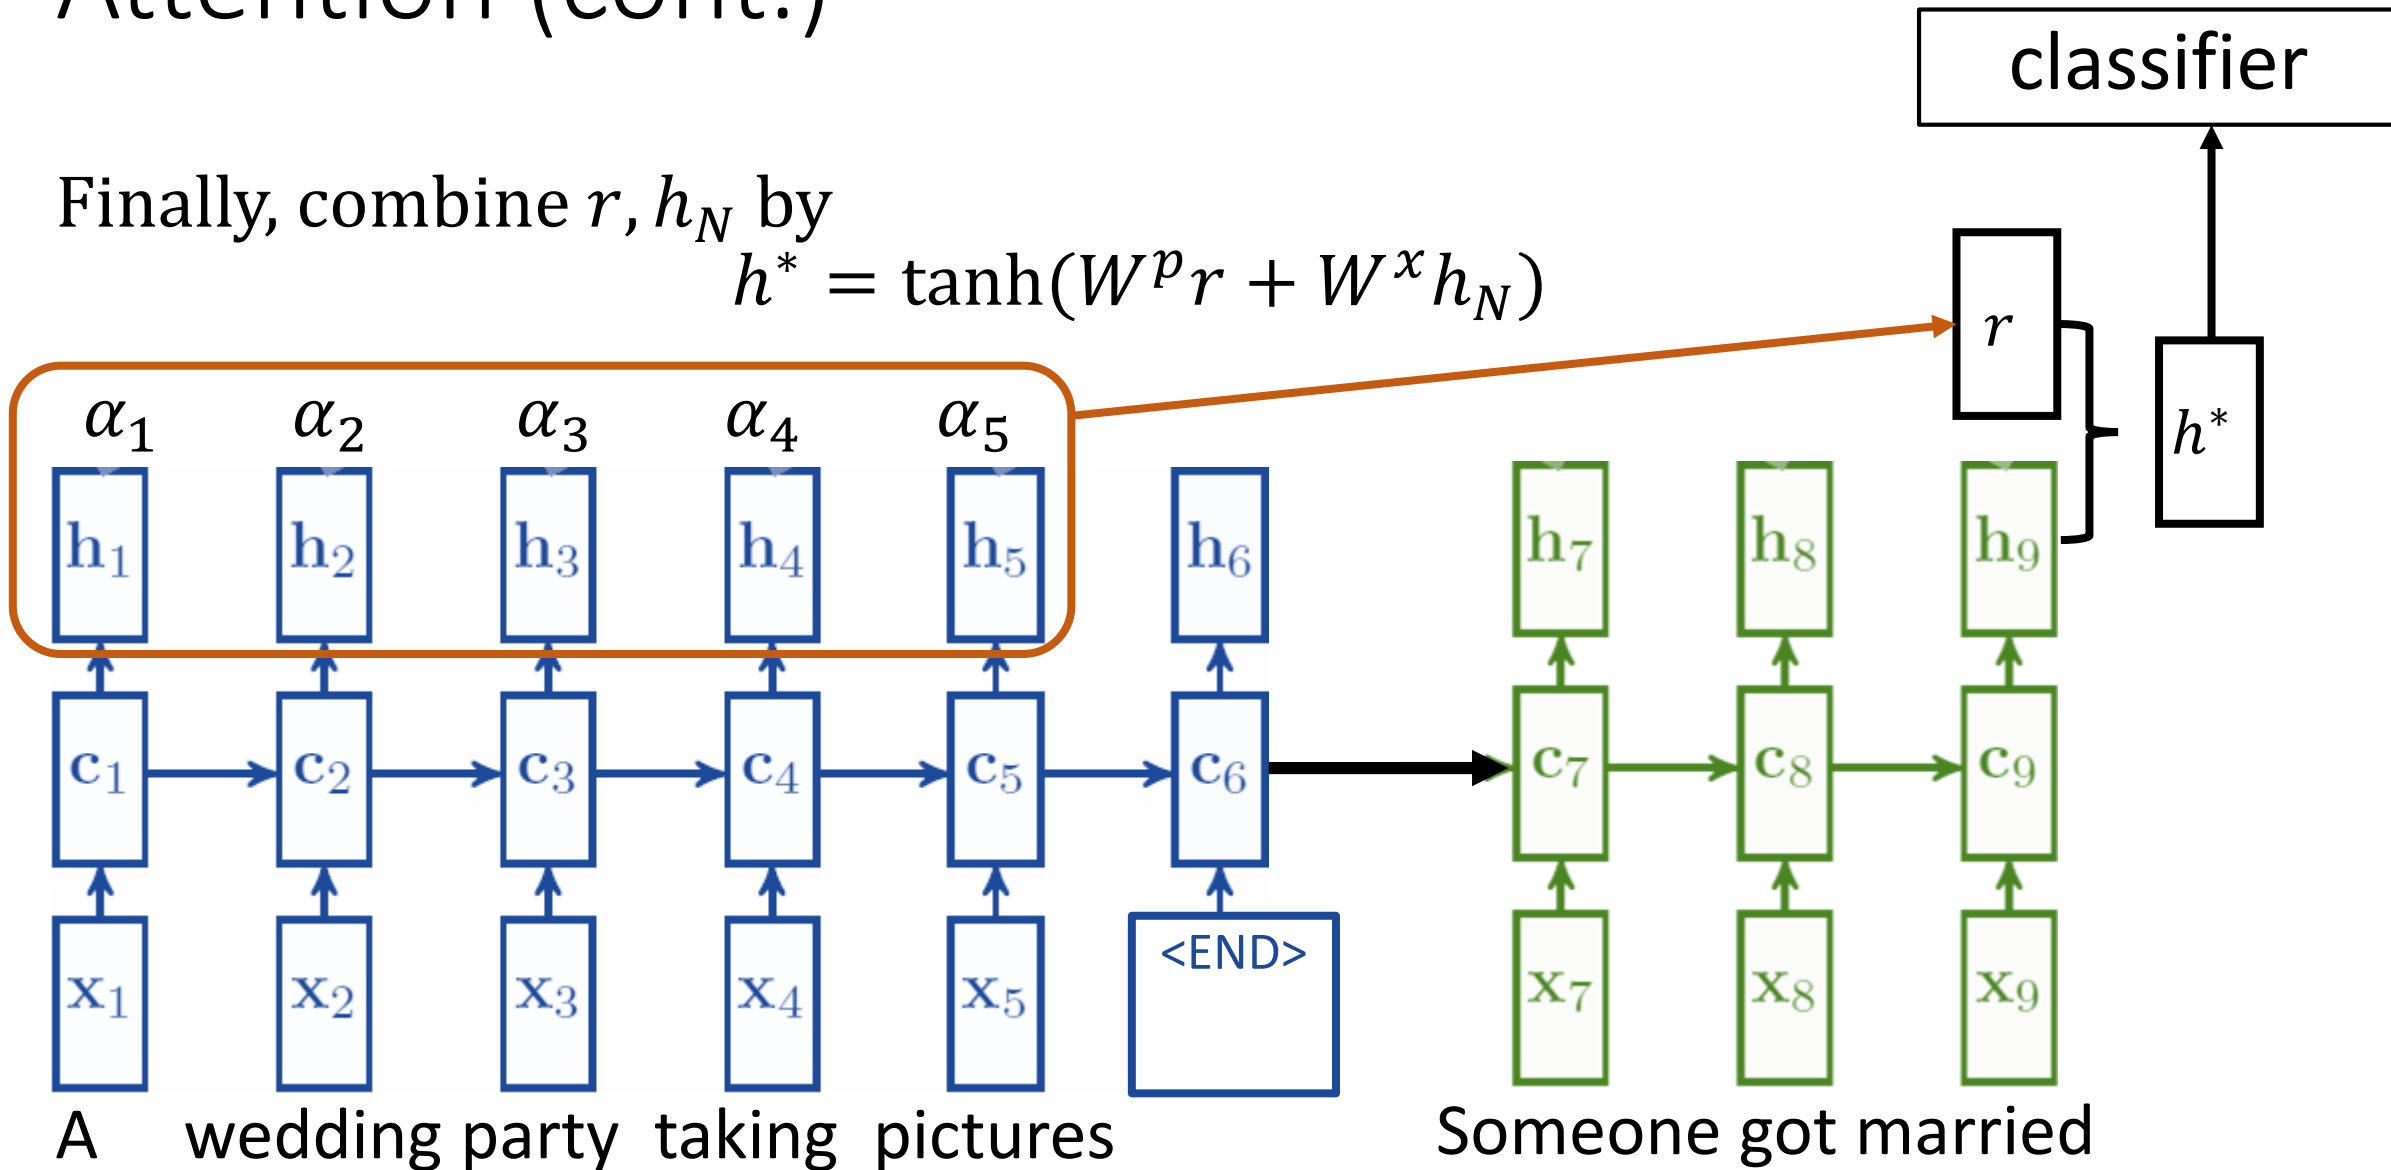 Attention (cont.)
classifier
Finally, combine r, h_N by
h* = tanh(W^p r + W^x h_N)
r
h*
α₁ α₂ α₃ α₄ α₅
h₁ h₂ h₃ h₄ h₅ h₆ h₇ h₈ h₉
c₁ c₂ c₃ c₄ c₅ c₆ c₇ c₈ c₉
<END>
x₁ x₂ x₃ x₄ x₅ x₇ x₈ x₉
A wedding party taking pictures Someone got married